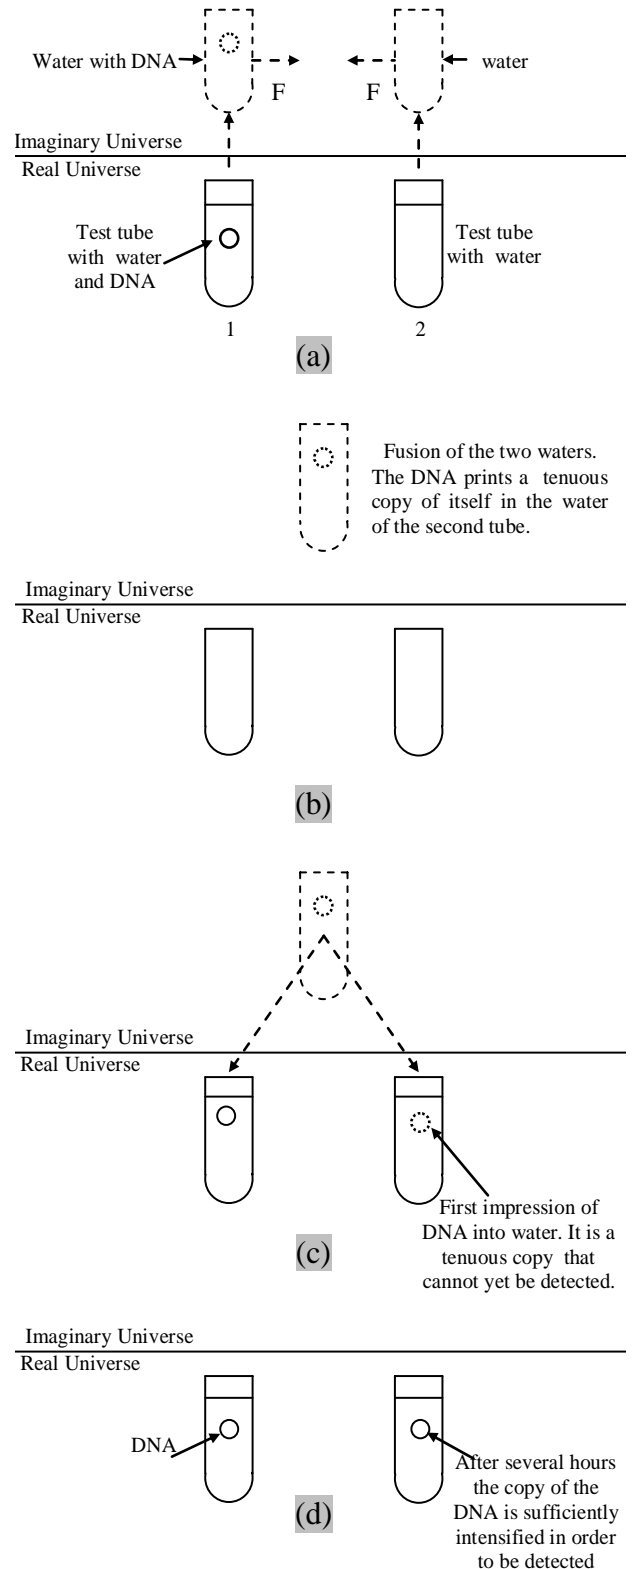 Water with DNA
water
F
F
Imaginary Universe
Real Universe
Test tube
with water
and DNA
Test tube
with water
1
2
(a)
Fusion of the two waters.
The DNA prints a tenuous
copy of itself in the water
of the second tube.
Imaginary Universe
Real Universe
(b)
Imaginary Universe
Real Universe
First impression of
DNA into water. It is a
tenuous copy that
cannot yet be detected.
(c)
Imaginary Universe
Real Universe
DNA
After several hours
the copy of the
DNA is sufficiently
intensified in order
to be detected
(d)